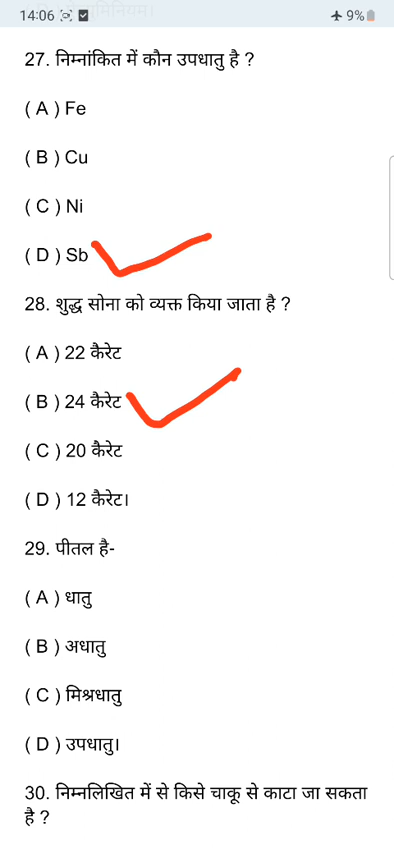 14:06
9%
27. निम्नांकित में कौन उपधातु है ?
( A ) Fe
( B ) Cu
( C ) Ni
( D ) Sb
28. शुद्ध सोना को व्यक्त किया जाता है ?
( A ) 22 कैरेट
( B ) 24 कैरेट
( C ) 20 कैरेट
( D ) 12 कैरेट।
29. पीतल है-
( A ) धातु
( B ) अधातु
( C ) मिश्रधातु
( D ) उपधातु।
30. निम्नलिखित में से किसे चाकू से काटा जा सकता
है ?